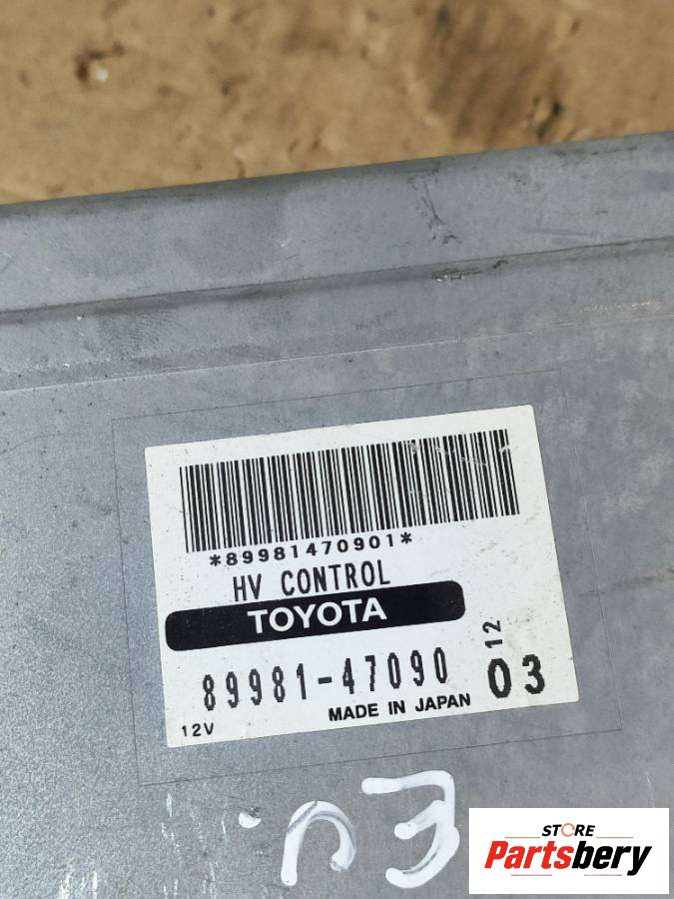 *89981470901*
HV CONTROL
TOYOTA
89981-47090
12
03
12V
MADE IN JAPAN
STORE
Partsbery